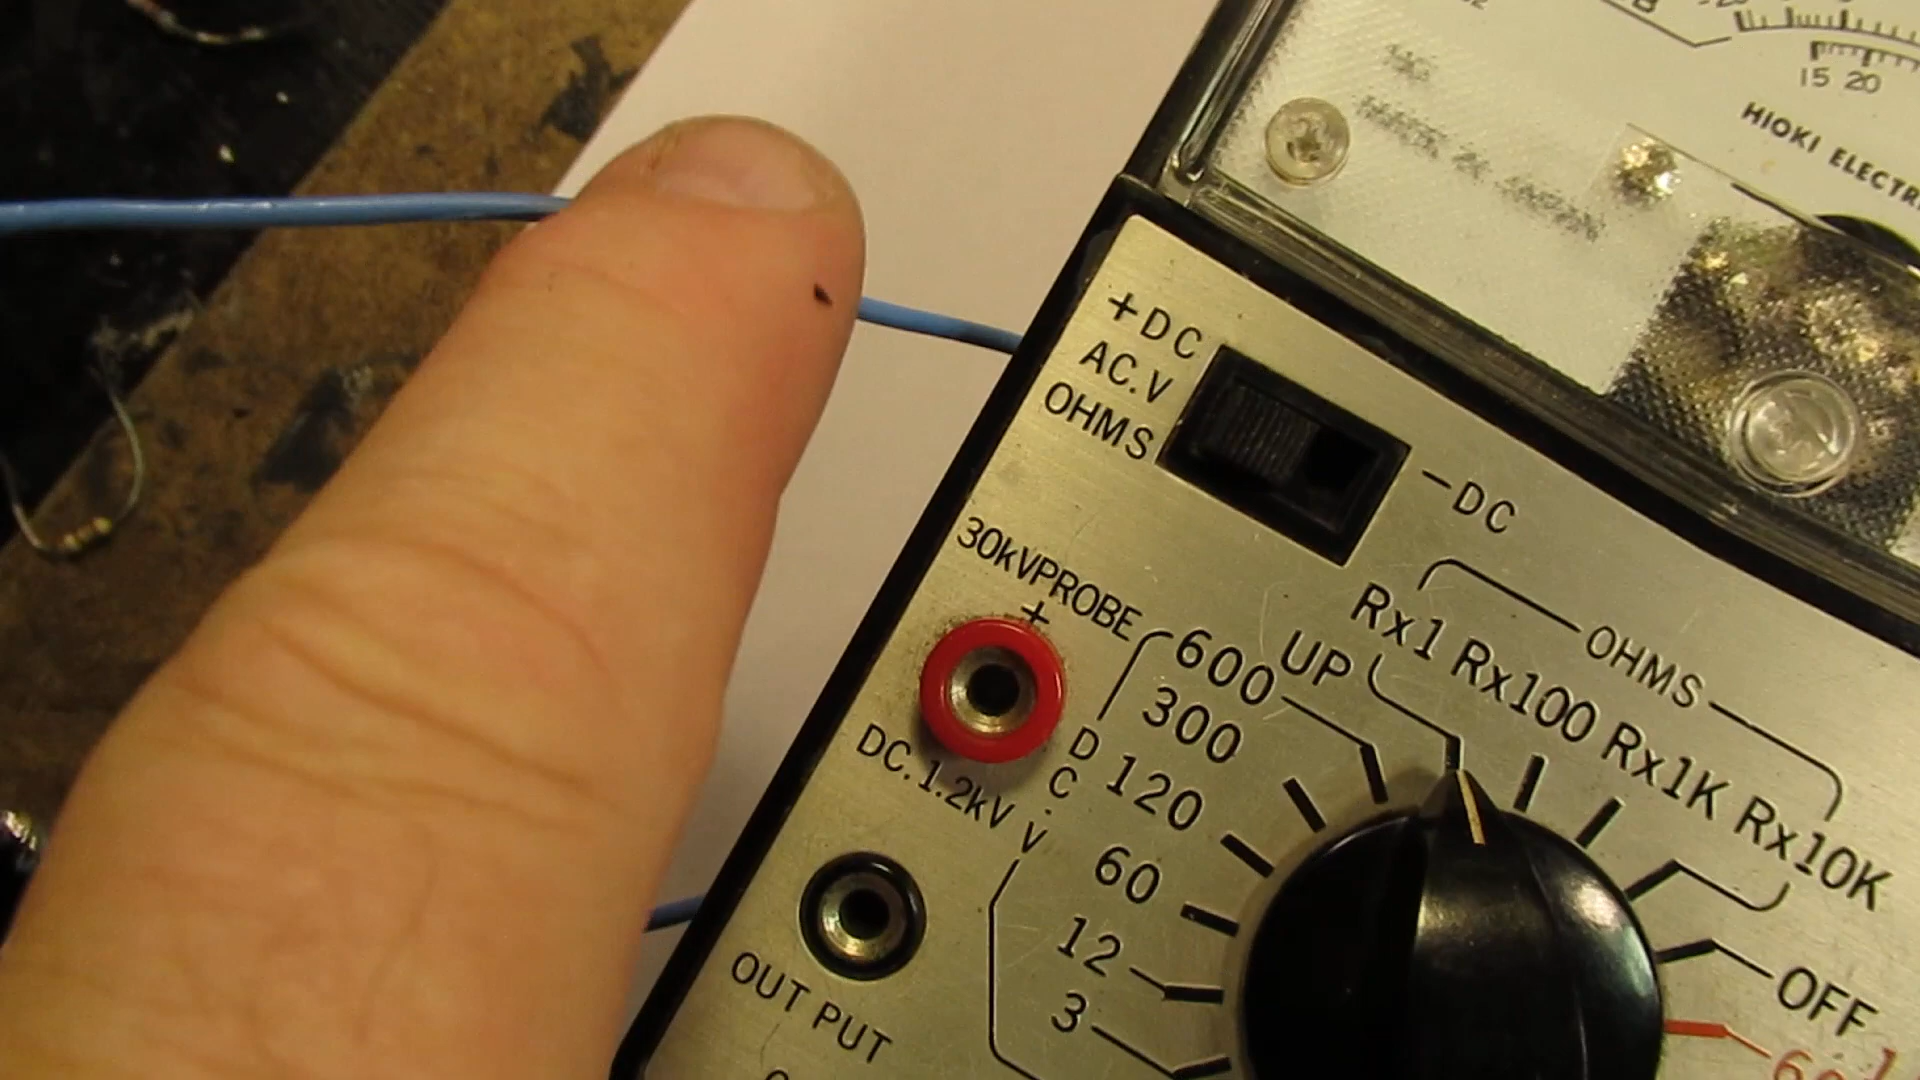 15 20
HIOKI ELECTR
+DC
AC.V
OHMS
-DC
30kVPROBE
+
DC.1.2kV
OUT PUT
OHMS
UP Rx1 Rx100 Rx1K Rx10K
DC.V
600
300
120
60
12
3
OFF